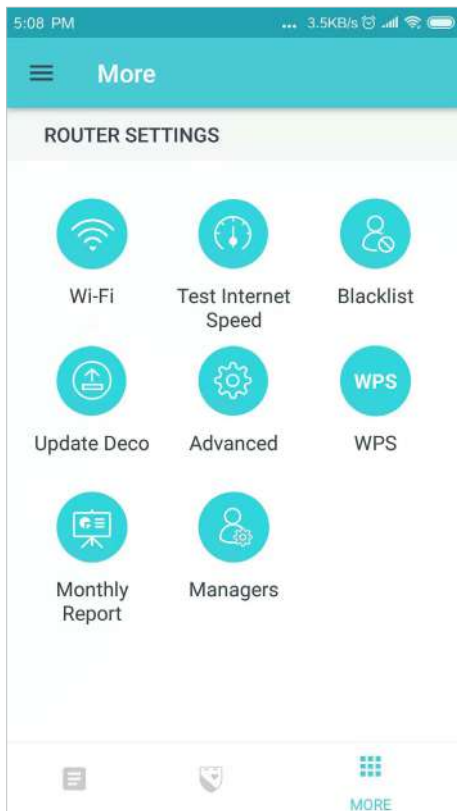 5:08 PM ... 3.5KB/s
More
ROUTER SETTINGS
Wi-Fi
Test Internet
Speed
Blacklist
WPS
Update Deco
Advanced
WPS
Monthly
Report
Managers
MORE